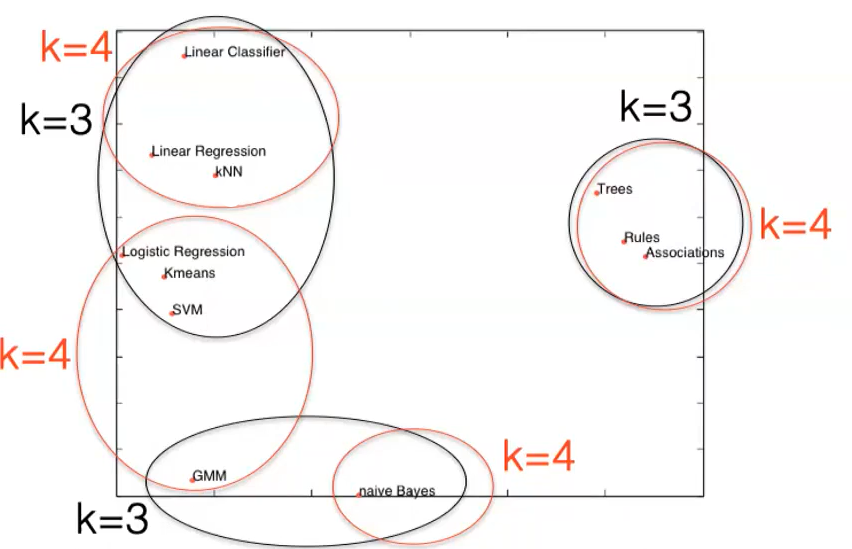 k=4
Linear Classifier
k=3
k=3
Linear Regression
kNN
Trees
k=4
Rules
Associations
Logistic Regression
Kmeans
SVM
k=4
k=4
GMM
naive Bayes
k=3